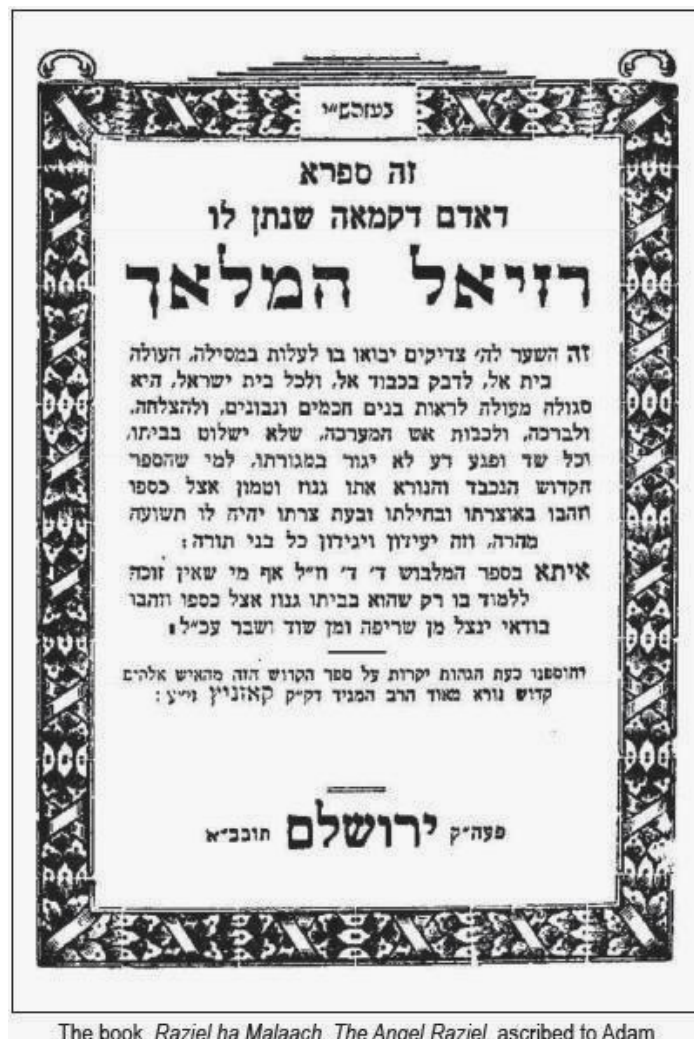 בעזהש״י
זה ספרא
דאדם דקמאה שנתן לו
רזיאל המלאך
זה השער לה׳ צדיקים יבואו בו לעלות במסילה, העולה
בית אל, לדבק בכבוד אל, ולכל בית ישראל, היא
סגולה מעולה לראות בנים חכמים ונבונים, ולהצלחה,
ולברכה, ולכבות אש המערכה, שלא ישלוט בביתו,
וכל שד ופגע רע לא יגור במגורתו, למי שהספר
הקדוש הנכבד והנורא אתו גנוז וטמון אצל כספו
וזהבו באוצרתו ובחילתו ובעת צרתו יהיה לו תשועה
מהרה, וזה יעידון ויגידון כל בני תורה:
איתא בספר המלבוש ד׳ ד׳ וז״ל אף מי שאין זוכה
ללמוד בו רק שהוא בביתו גנוז אצל כספו וזהבו
בודאי ינצל מן שריפה ומן שוד ושבר עכ״ל:
יתוספנו כעת הגהות יקרות על ספר הקדוש הזה מהאיש אלהים
קדוש נורא מאוד הרב המגיד דק״ק קאזניץ
פעה״ק ירושלם תובב״א
The book, Raziel ha Malaach, The Angel Raziel, ascribed to Adam